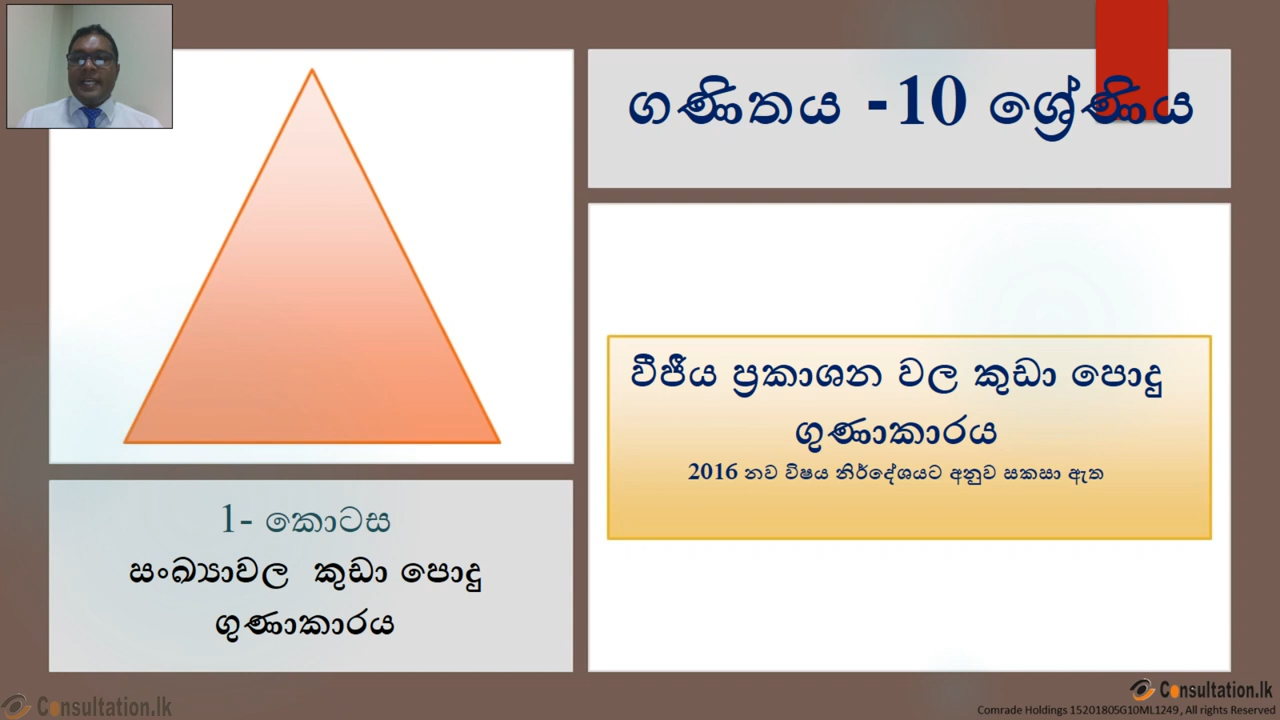 ගණිතය -10 ශ්‍රේණිය
වීජීය ප්‍රකාශන වල කුඩා පොදු
ගුණාකාරය
2016 නව විෂය නිර්දේශයට අනුව සකසා ඇත
1- කොටස
සංඛ්‍යාවල කුඩා පොදු
ගුණාකාරය
Consultation.lk
Consultation.lk
Comrade Holdings 15201805G10ML1249, All rights Reserved